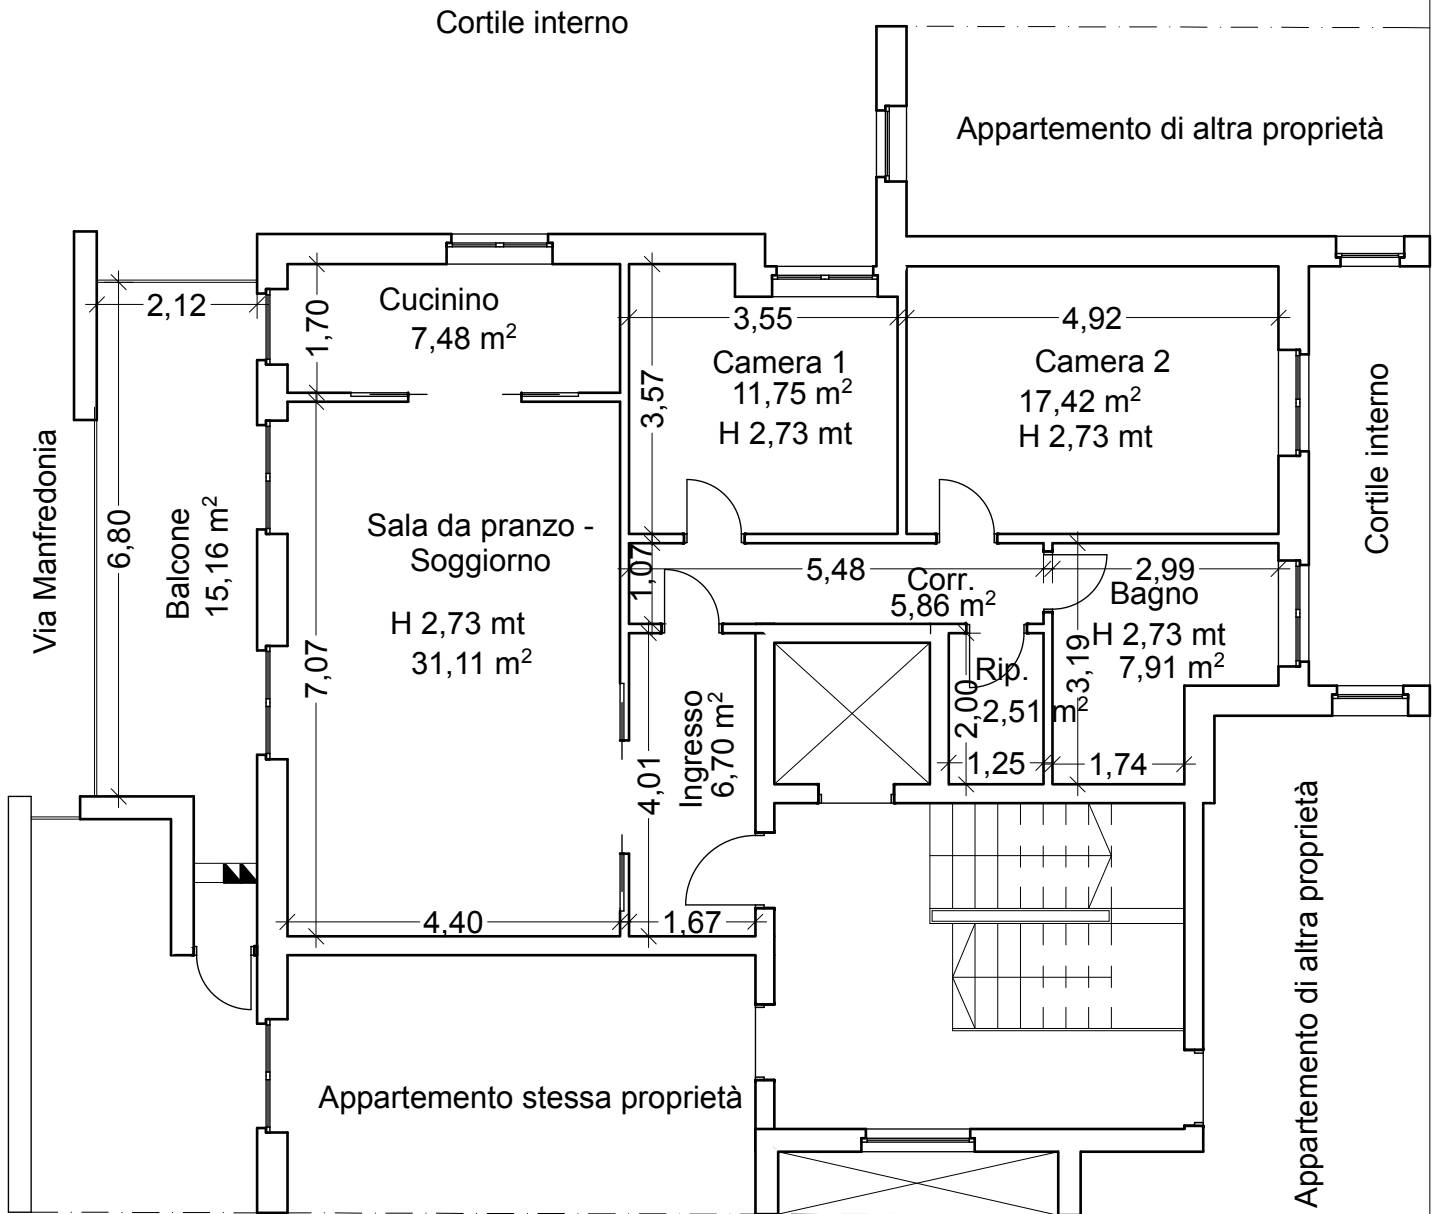 Cortile interno
Appartemento di altra proprietà
2,12
Cucinino
7,48 m²
1,70
3,55
4,92
Camera 1
11,75 m²
H 2,73 mt
3,57
Camera 2
17,42 m²
H 2,73 mt
Cortile interno
Via Manfredonia
6,80
Balcone
15,16 m²
Sala da pranzo -
Soggiorno
H 2,73 mt
31,11 m²
7,07
1,07
5,48
Corr.
5,86 m²
2,99
Bagno
H 2,73 mt
7,91 m²
3,19
Rip.
2,51 m²
2,00
1,25
1,74
Ingresso
6,70 m²
4,01
4,40
1,67
Appartemento stessa proprietà
Appartemento di altra proprietà